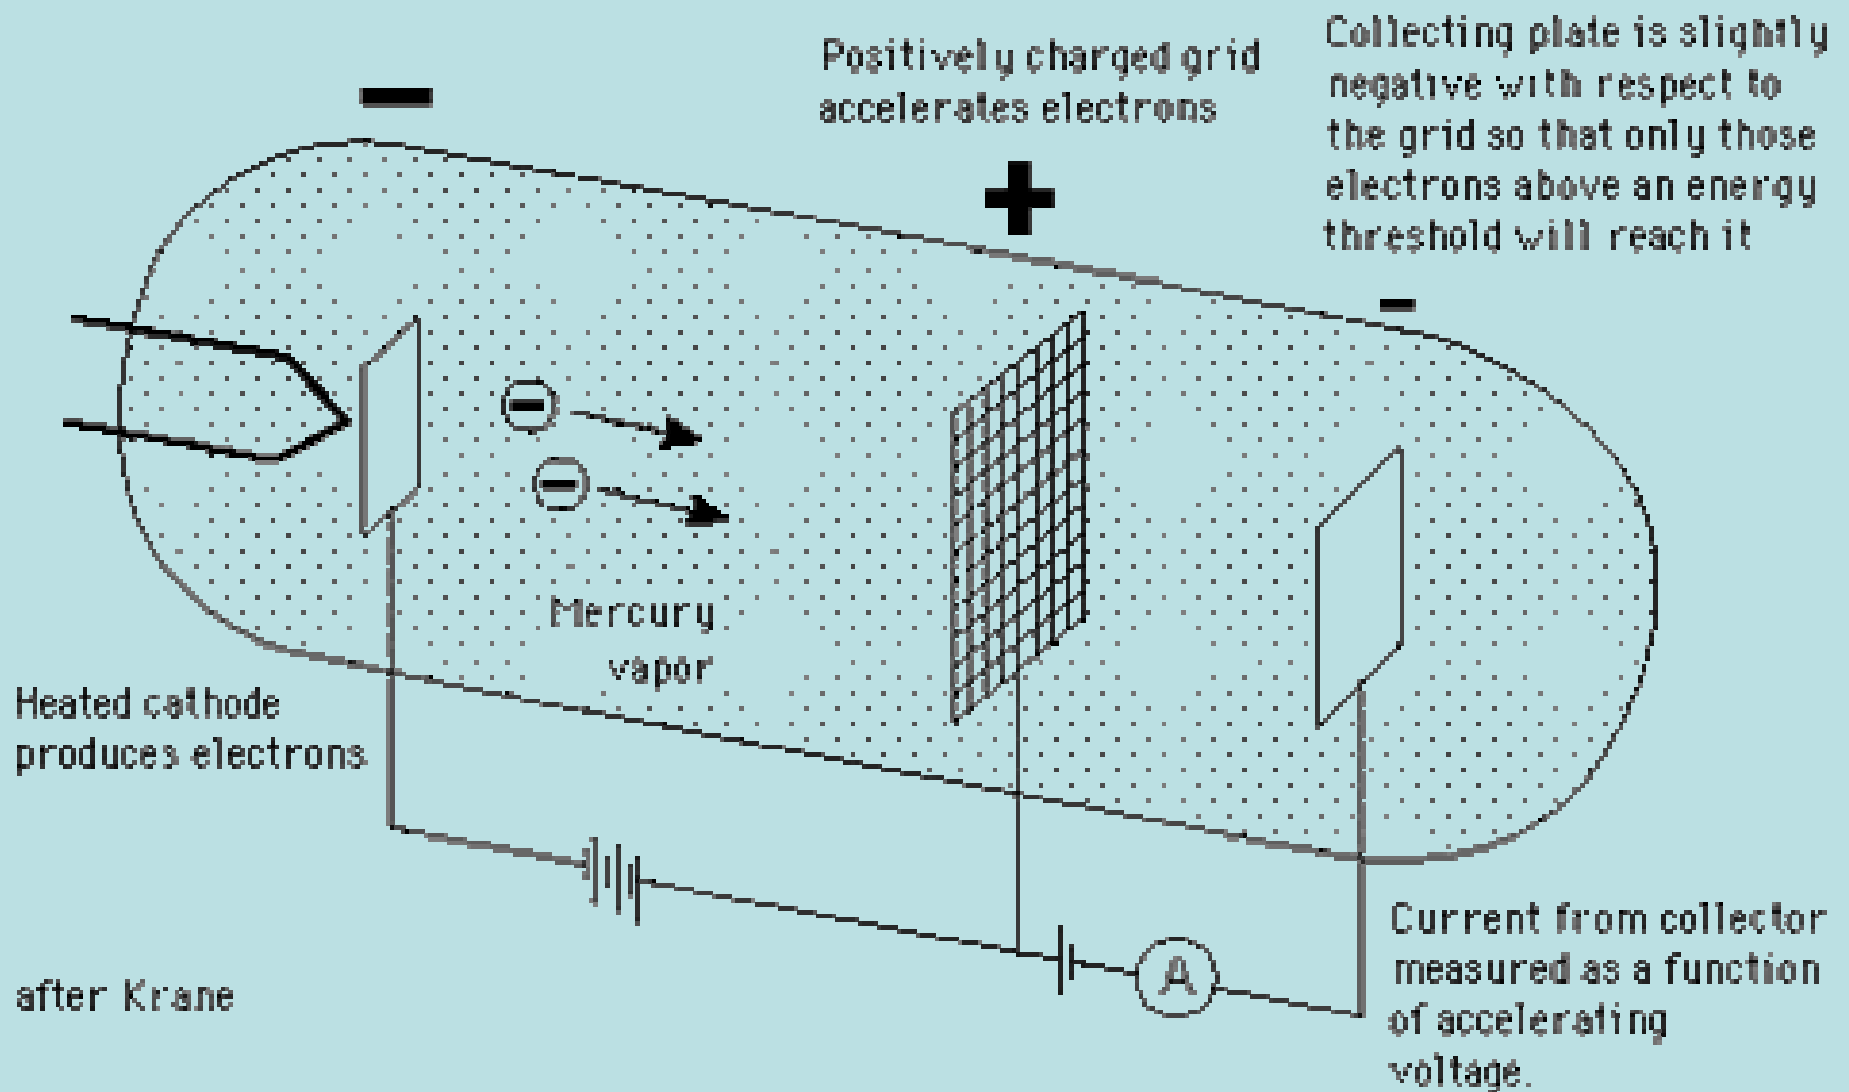 Positively charged grid
accelerates electrons
Collecting plate is slightly
negative with respect to
the grid so that only those
electrons above an energy
threshold will reach it
Mercury
vapor
Heated cathode
produces electrons
A
Current from collector
measured as a function
of accelerating
voltage.
after Krane